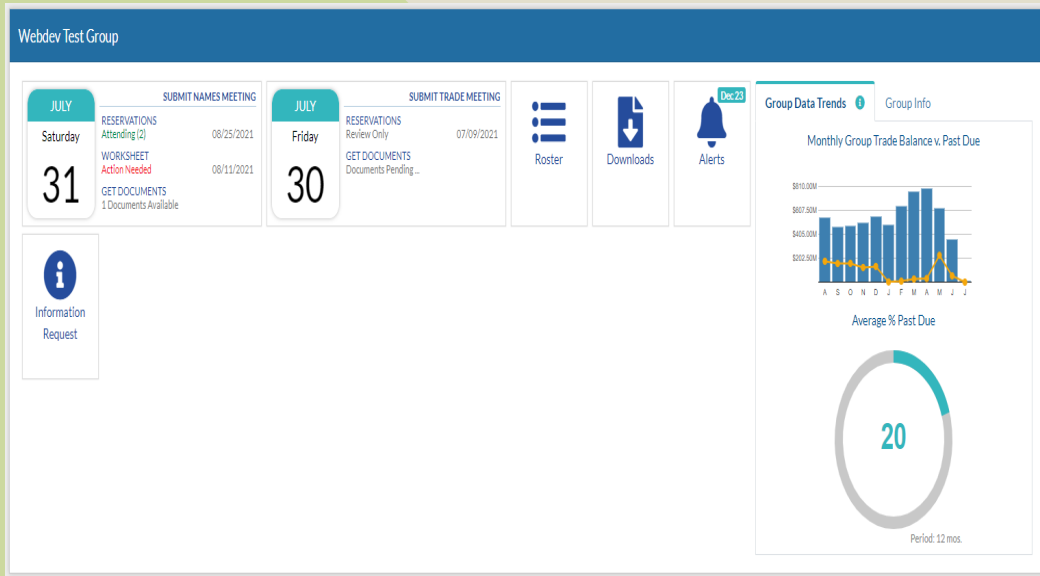 Webdev Test Group
JULY
Saturday
31
SUBMIT NAMES MEETING
RESERVATIONS
Attending (2) 08/25/2021
WORKSHEET
Action Needed 08/11/2021
GET DOCUMENTS
1 Documents Available
JULY
Friday
30
SUBMIT TRADE MEETING
RESERVATIONS
Review Only 07/09/2021
GET DOCUMENTS
Documents Pending ...
Roster
Downloads
Dec 23
Alerts
Information
Request
Group Data Trends
Group Info
Monthly Group Trade Balance v. Past Due
$810.00M
$607.50M
$405.00M
$202.50M
A S O N D J F M A M J J
Average % Past Due
20
Period: 12 mos.